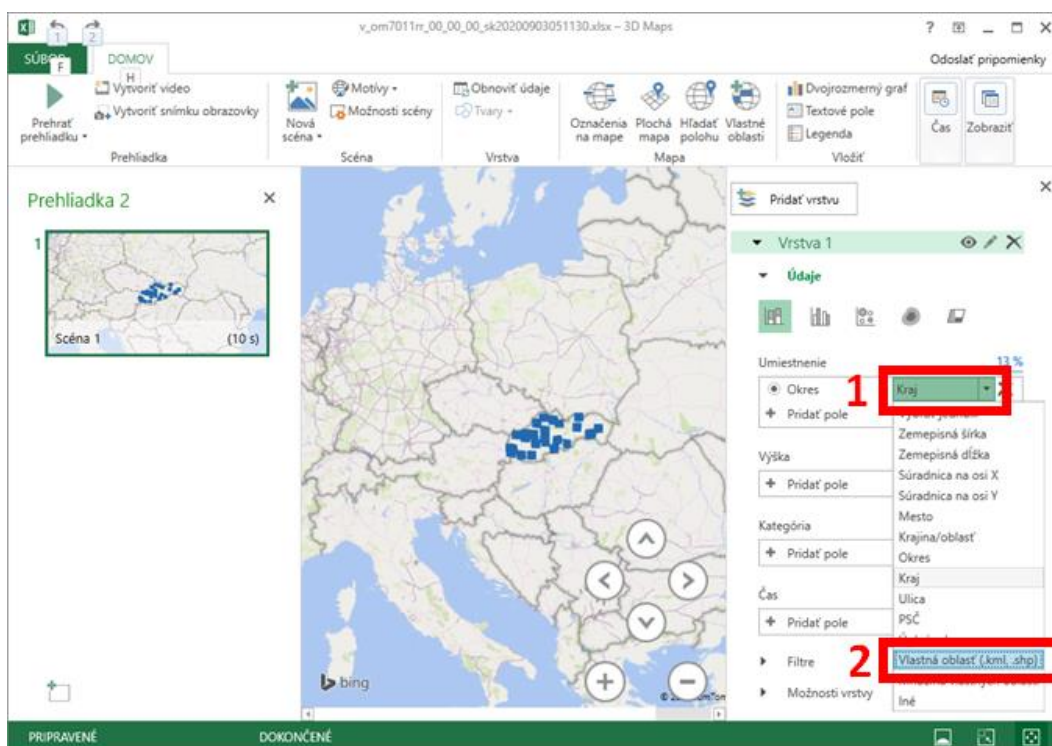 1 2
v_om7011rr_00_00_00_sk20200903051130.xlsx – 3D Maps
?
SÚBOR
F
DOMOV
H
Odoslať pripomienky
Prehrať prehliadku
Vytvoriť video
Vytvoriť snímku obrazovky
Prehliadka
Nová scéna
Motívy
Možnosti scény
Scéna
Obnoviť údaje
Tvary
Vrstva
Označenia na mape
Plochá mapa
Hľadať polohu
Vlastné oblasti
Mapa
Dvojrozmerný graf
Textové pole
Legenda
Vložiť
Čas
Zobraziť
Prehliadka 2
1
Scéna 1 (10 s)
bing
Pridať vrstvu
Vrstva 1
Údaje
Umiestnenie 13 %
Okres
1
Kraj
Pridať pole
Zemepisná šírka
Zemepisná dĺžka
Súradnica na osi X
Súradnica na osi Y
Mesto
Krajina/oblasť
Okres
Kraj
Ulica
PSČ
2
Vlastná oblasť (.kml, .shp)
Iné
Výška
Pridať pole
Kategória
Pridať pole
Čas
Pridať pole
Filtre
Možnosti vrstvy
PRIPRAVENÉ
DOKONČENÉ